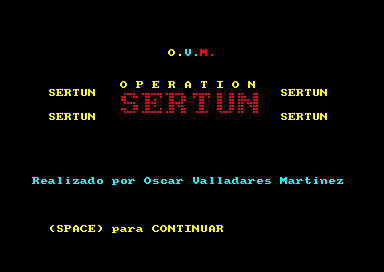 O.V.M.
O P E R A T I O N
SERTUN SERTUN SERTUN
SERTUN SERTUN
Realizado por Oscar Valladares Martinez
(SPACE) para CONTINUAR